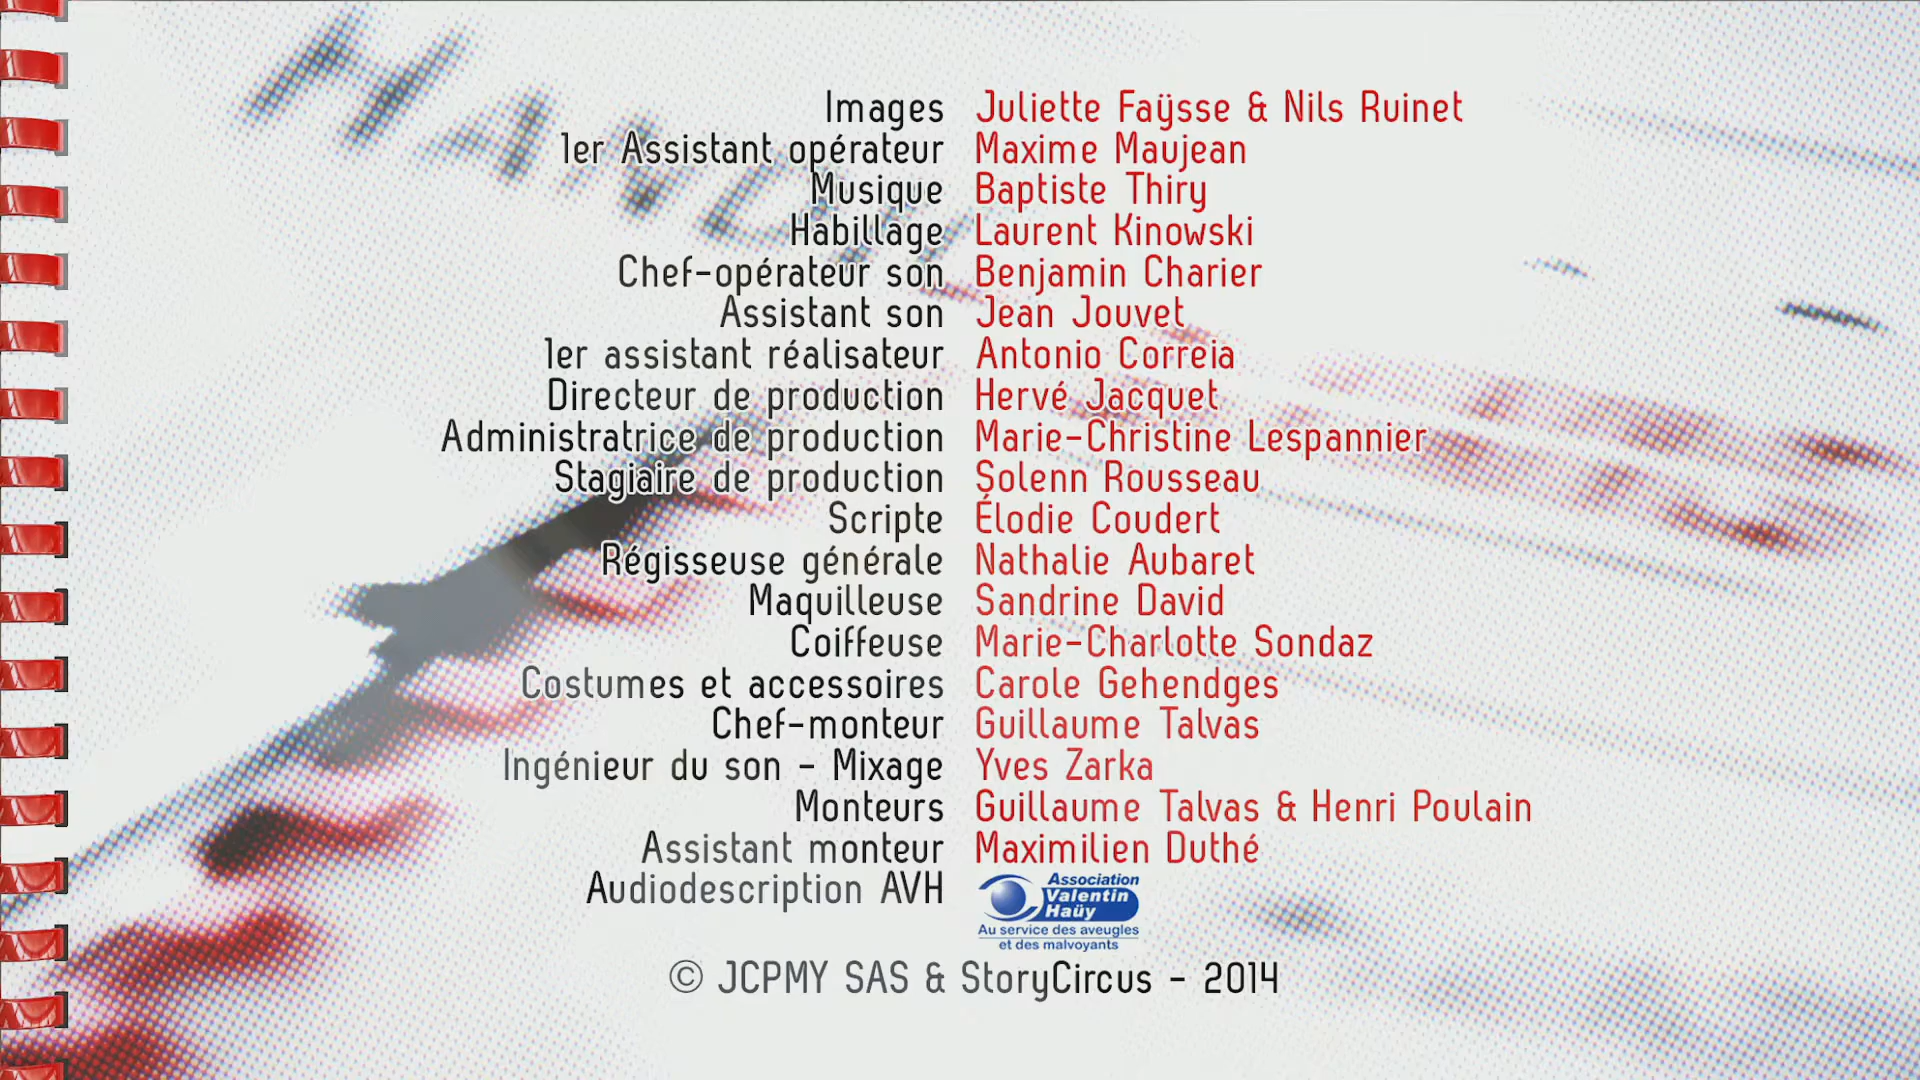 HAND
Images Juliette Faÿsse & Nils Ruinet
1er Assistant opérateur Maxime Maujean
Musique Baptiste Thiry
Habillage Laurent Kinowski
Chef-opérateur son Benjamin Charier
Assistant son Jean Jouvet
1er assistant réalisateur Antonio Correia
Directeur de production Hervé Jacquet
Administratrice de production Marie-Christine Lespannier
Stagiaire de production Solenn Rousseau
Scripte Élodie Coudert
Régisseuse générale Nathalie Aubaret
Maquilleuse Sandrine David
Coiffeuse Marie-Charlotte Sondaz
Costumes et accessoires Carole Gehendges
Chef-monteur Guillaume Talvas
Ingénieur du son - Mixage Yves Zarka
Monteurs Guillaume Talvas & Henri Poulain
Assistant monteur Maximilien Duthé
Audiodescription AVH
Association
Valentin
Haüy
Au service des aveugles
et des malvoyants
© JCPMY SAS & StoryCircus - 2014